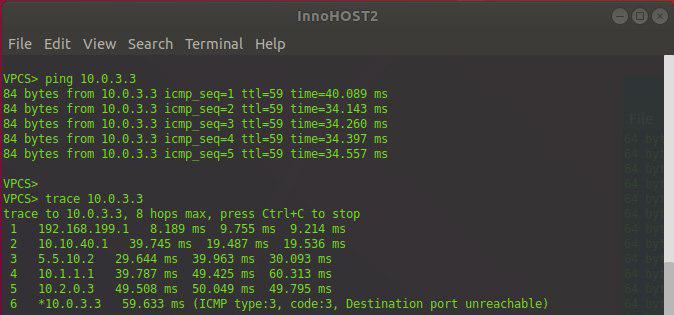 InnoHOST2
File Edit View Search Terminal Help
VPCS> ping 10.0.3.3
84 bytes from 10.0.3.3 icmp_seq=1 ttl=59 time=40.089 ms
84 bytes from 10.0.3.3 icmp_seq=2 ttl=59 time=34.143 ms
84 bytes from 10.0.3.3 icmp_seq=3 ttl=59 time=34.260 ms
84 bytes from 10.0.3.3 icmp_seq=4 ttl=59 time=34.397 ms
84 bytes from 10.0.3.3 icmp_seq=5 ttl=59 time=34.557 ms
VPCS>
VPCS> trace 10.0.3.3
trace to 10.0.3.3, 8 hops max, press Ctrl+C to stop
1 192.168.199.1 8.189 ms 9.755 ms 9.214 ms
2 10.10.40.1 39.745 ms 19.487 ms 19.536 ms
3 5.5.10.2 29.644 ms 39.963 ms 30.093 ms
4 10.1.1.1 39.787 ms 49.425 ms 60.313 ms
5 10.2.0.3 49.508 ms 50.049 ms 49.795 ms
6 *10.0.3.3 59.633 ms (ICMP type:3, code:3, Destination port unreachable)
File